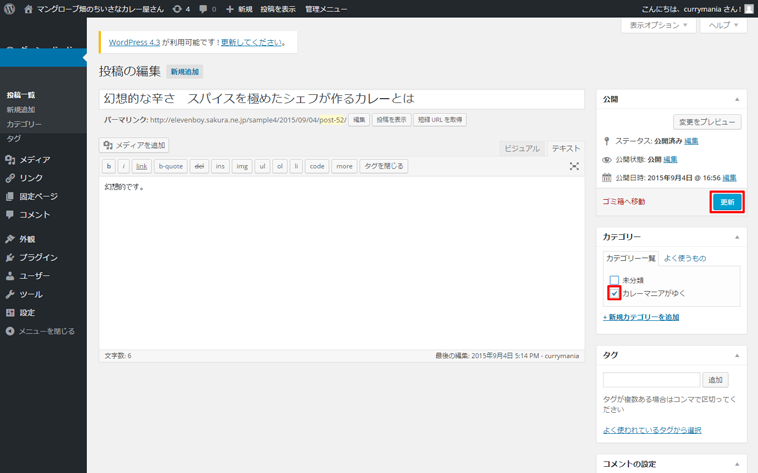 マングローブ畑のちいさなカレー屋さん 4 0 新規 投稿を表示 管理メニュー こんにちは、currymania さん！
表示オプション ヘルプ
WordPress 4.3 が利用可能です ! 更新してください。
投稿の編集 新規追加
投稿一覧
新規追加
カテゴリー
タグ
メディア
リンク
固定ページ
コメント
外観
プラグイン
ユーザー
ツール
設定
メニューを閉じる
幻想的な辛さ　スパイスを極めたシェフが作るカレーとは
パーマリンク: http://elevenboy.sakura.ne.jp/sample4/2015/09/04/post-52/ 編集 投稿を表示 短縮 URL を取得
メディアを追加 ビジュアル テキスト
b i link b-quote del ins img ul ol li code more タグを閉じる
幻想的です。
文字数: 6 最後の編集: 2015年9月4日 5:14 PM - currymania
公開
変更をプレビュー
ステータス: 公開済み 編集
公開状態: 公開 編集
公開日時: 2015年9月4日 @ 16:56 編集
ゴミ箱へ移動 更新
カテゴリー
カテゴリー一覧 よく使うもの
未分類
カレーマニアがゆく
+ 新規カテゴリーを追加
タグ
追加
タグが複数ある場合はコンマで区切ってください
よく使われているタグから選択
コメントの設定